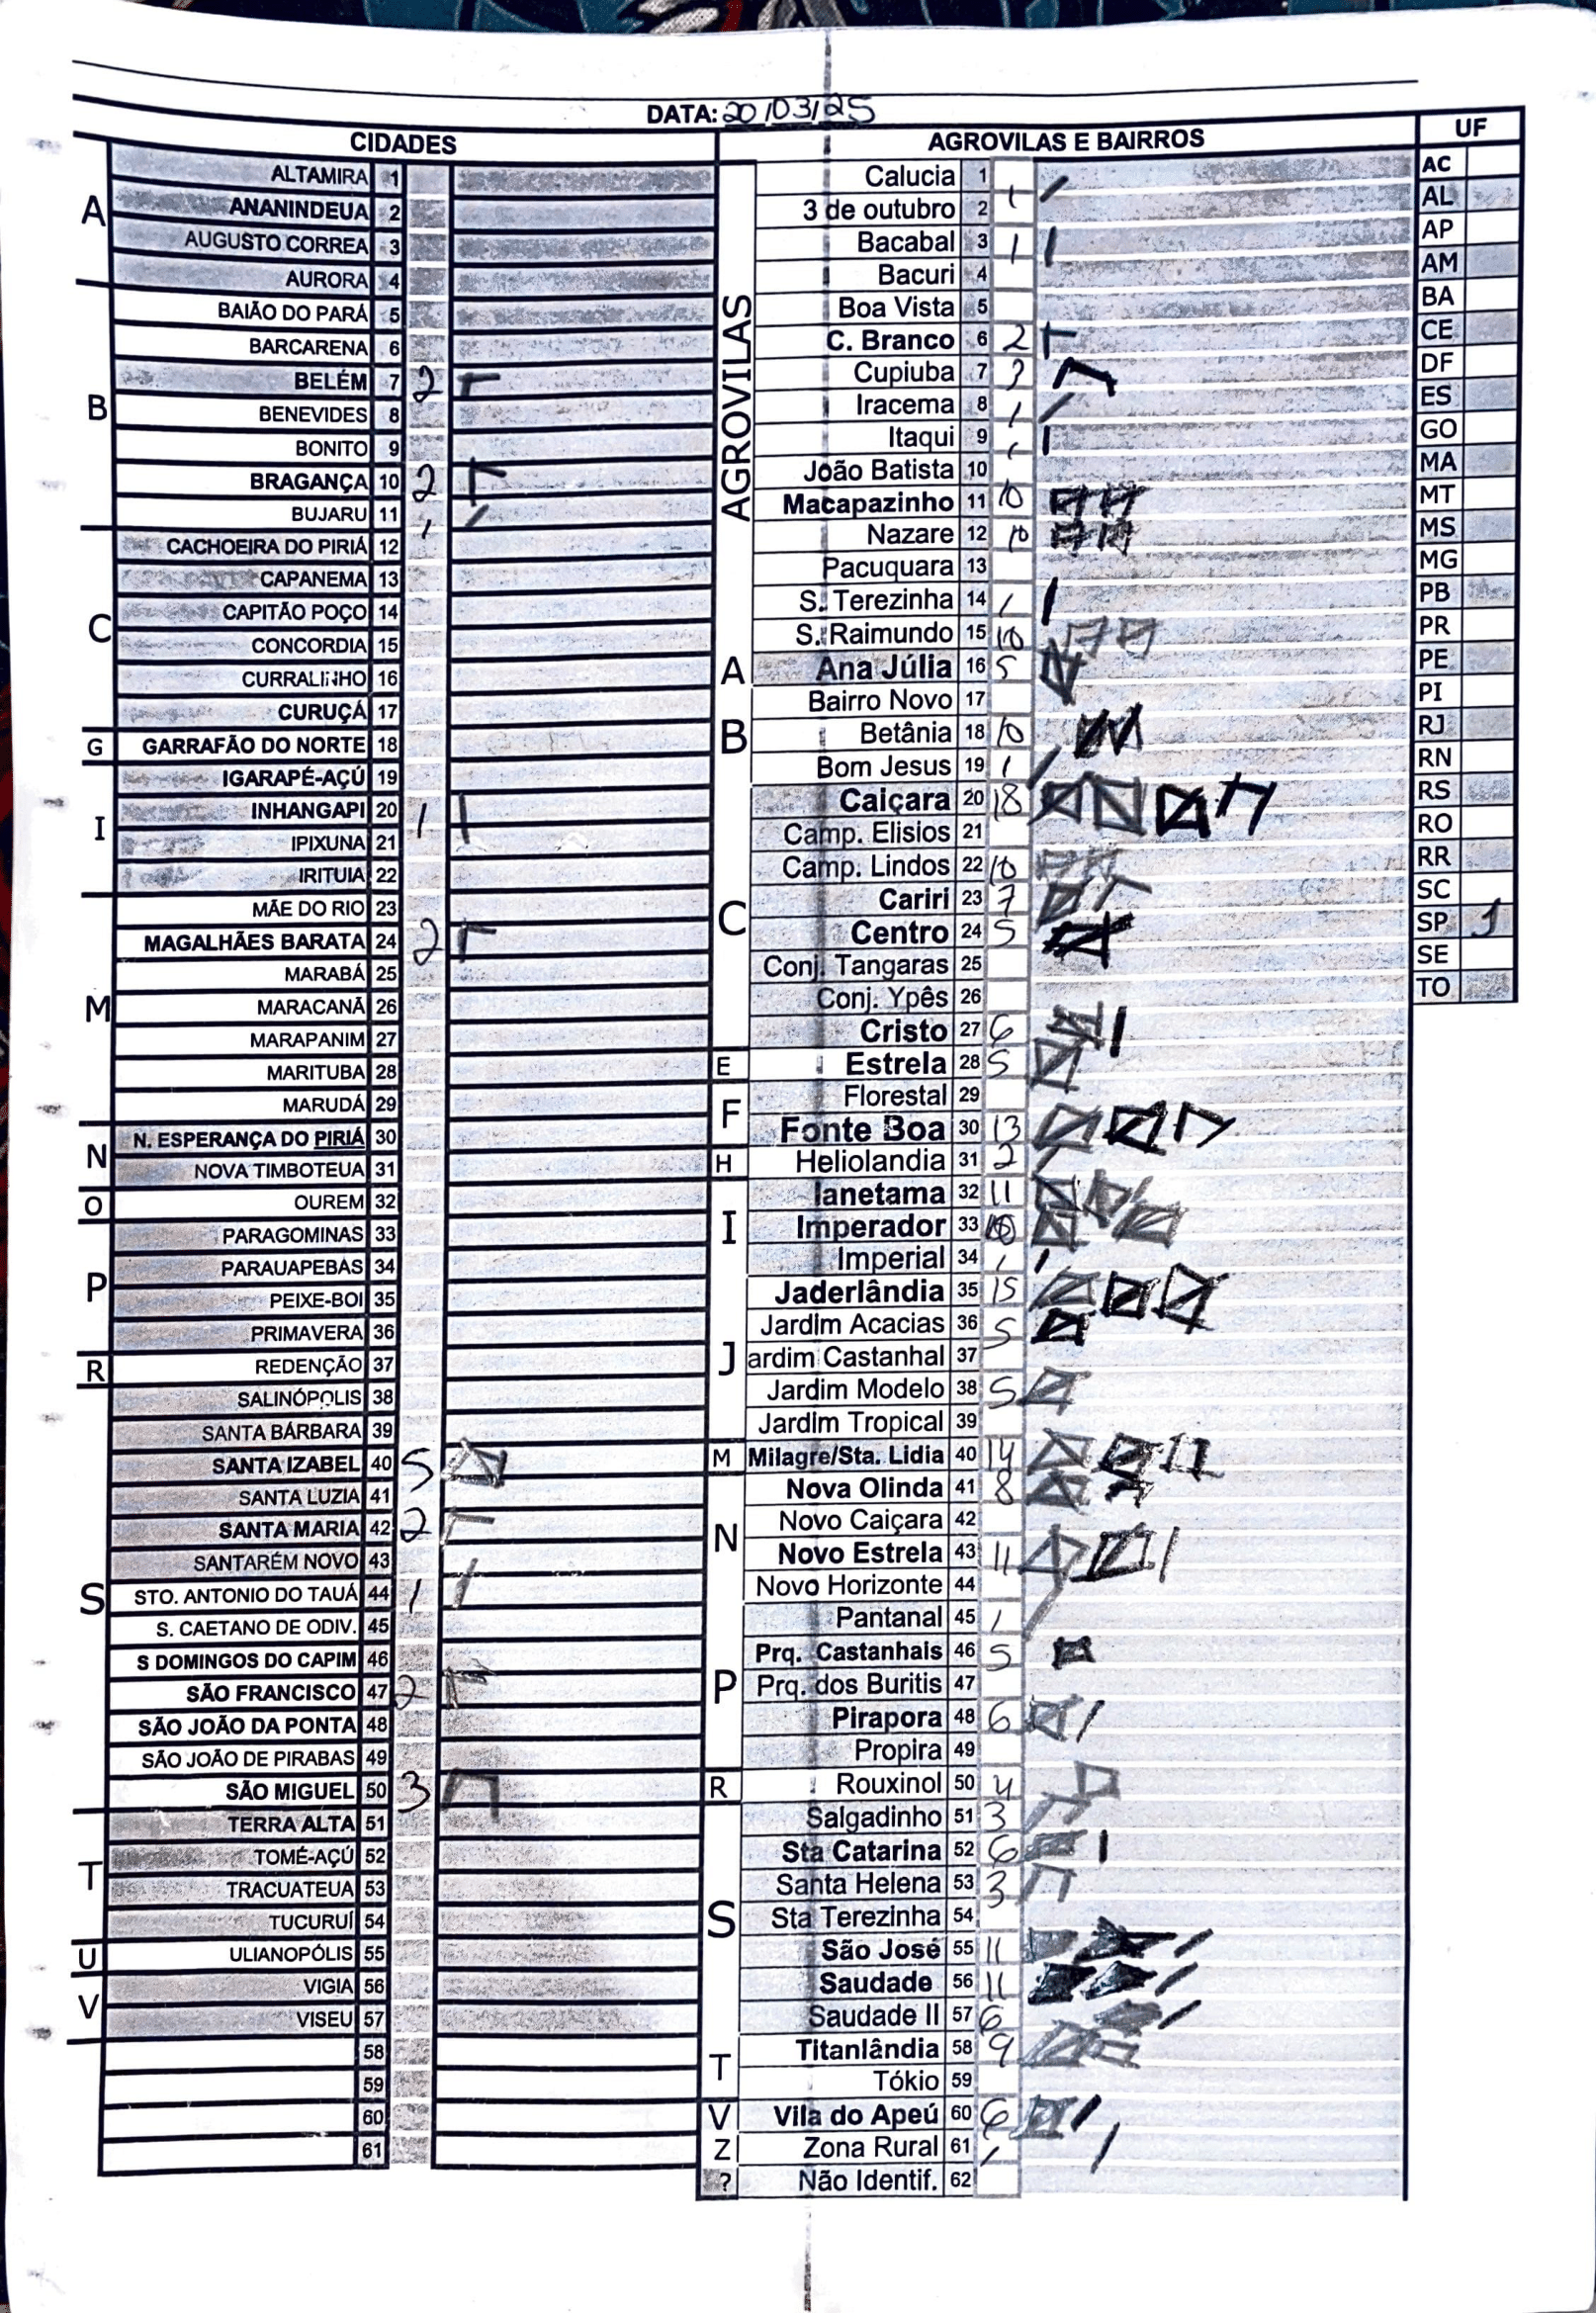 DATA: 20/03/25
CIDADES
A
ALTAMIRA 1
ANANINDEUA 2
AUGUSTO CORREA 3
AURORA 4
B
BAIÃO DO PARÁ 5
BARCARENA 6
BELÉM 7 2
BENEVIDES 8
BONITO 9
BRAGANÇA 10 2
BUJARU 11 1
C
CACHOEIRA DO PIRIÁ 12
CAPANEMA 13
CAPITÃO POÇO 14
CONCORDIA 15
CURRALINHO 16
CURUÇÁ 17
G
GARRAFÃO DO NORTE 18
I
IGARAPÉ-AÇÚ 19
INHANGAPI 20 1
IPIXUNA 21
IRITUIA 22
M
MÃE DO RIO 23
MAGALHÃES BARATA 24 2
MARABÁ 25
MARACANÃ 26
MARAPANIM 27
MARITUBA 28
MARUDÁ 29
N
N. ESPERANÇA DO PIRIÁ 30
NOVA TIMBOTEUA 31
O
OUREM 32
P
PARAGOMINAS 33
PARAUAPEBAS 34
PEIXE-BOI 35
PRIMAVERA 36
R
REDENÇÃO 37
S
SALINÓPOLIS 38
SANTA BÁRBARA 39
SANTA IZABEL 40 5
SANTA LUZIA 41
SANTA MARIA 42 2
SANTARÉM NOVO 43
STO. ANTONIO DO TAUÁ 44 1
S. CAETANO DE ODIV. 45
S DOMINGOS DO CAPIM 46
SÃO FRANCISCO 47 2
SÃO JOÃO DA PONTA 48
SÃO JOÃO DE PIRABAS 49
SÃO MIGUEL 50 3
T
TERRA ALTA 51
TOMÉ-AÇÚ 52
TRACUATEUA 53
TUCURUÍ 54
U
ULIANOPÓLIS 55
V
VIGIA 56
VISEU 57
58
59
60
61
AGROVILAS E BAIRROS
AGROVILAS
Calucia 1
3 de outubro 2 1
Bacabal 3 1
Bacuri 4
Boa Vista 5
C. Branco 6 2
Cupiuba 7 3
Iracema 8 1
Itaqui 9 1
João Batista 10
Macapazinho 11 10
Nazare 12 10
Pacuquara 13
S. Terezinha 14 1
S. Raimundo 15 10
A
Ana Júlia 16 5
B
Bairro Novo 17
Betânia 18 10
Bom Jesus 19 1
C
Caiçara 20 18
Camp. Elisios 21
Camp. Lindos 22 10
Cariri 23 7
Centro 24 5
Conj. Tangaras 25
Conj. Ypês 26
Cristo 27 6
E
Estrela 28 5
F
Florestal 29
Fonte Boa 30 13
H
Heliolandia 31 2
I
Ianetama 32 11
Imperador 33 10
Imperial 34 1
J
Jaderlândia 35 15
Jardim Acacias 36 5
ardim Castanhal 37
Jardim Modelo 38 5
Jardim Tropical 39
M
Milagre/Sta. Lidia 40 14
N
Nova Olinda 41 8
Novo Caiçara 42
Novo Estrela 43 11
Novo Horizonte 44
P
Pantanal 45 1
Prq. Castanhais 46 5
Prq. dos Buritis 47
Pirapora 48 6
Propira 49
R
Rouxinol 50 4
S
Salgadinho 51 3
Sta Catarina 52 6
Santa Helena 53 3
Sta Terezinha 54
São José 55 11
Saudade 56 11
Saudade II 57 6
T
Titanlândia 58 9
Tókio 59
V
Vila do Apeú 60 6
Z
Zona Rural 61 1
?
Não Identif. 62
UF
AC
AL
AP
AM
BA
CE
DF
ES
GO
MA
MT
MS
MG
PB
PR
PE
PI
RJ
RN
RS
RO
RR
SC
SP 1
SE
TO